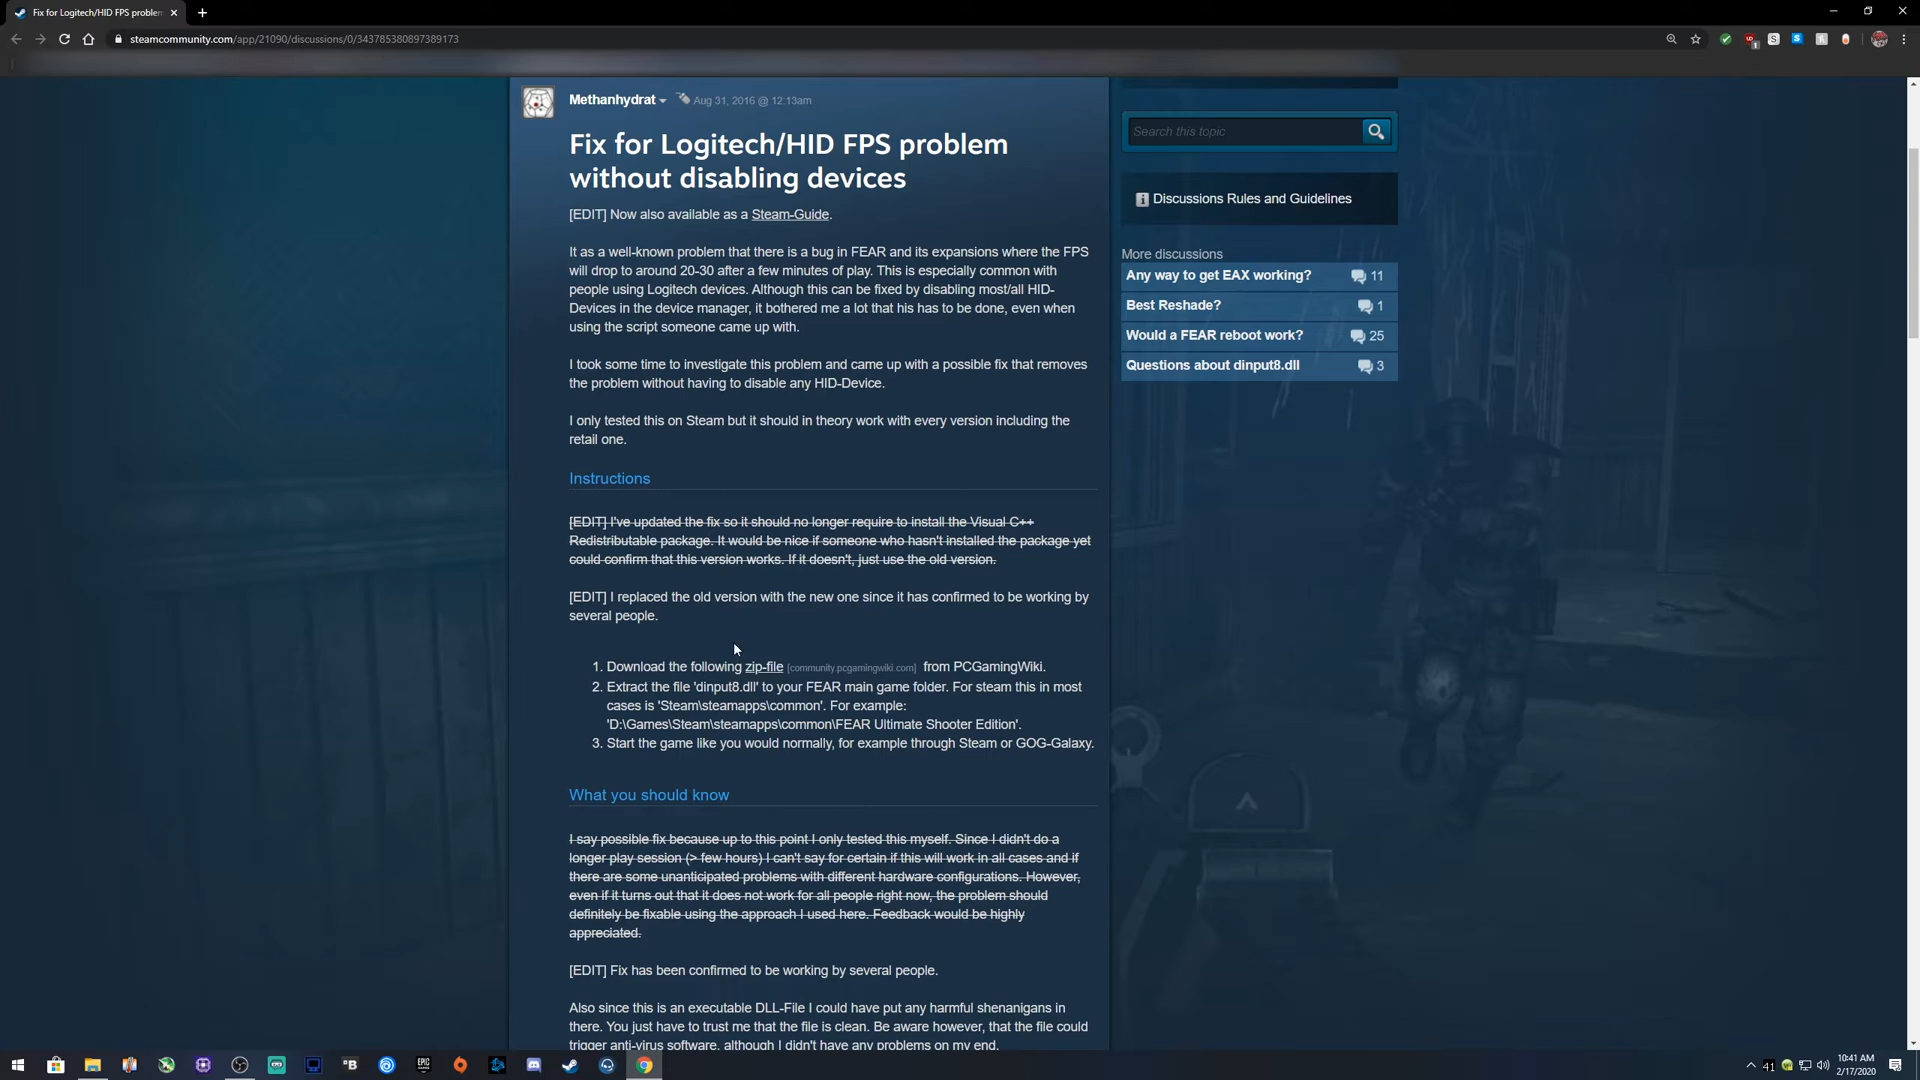 Fix for Logitech/HID FPS problem
steamcommunity.com/app/21090/discussions/0/343785380897389173
Methanhydrat
Aug 31, 2016 @ 12:13am
Fix for Logitech/HID FPS problem
without disabling devices
[EDIT] Now also available as a Steam-Guide.
It as a well-known problem that there is a bug in FEAR and its expansions where the FPS
will drop to around 20-30 after a few minutes of play. This is especially common with
people using Logitech devices. Although this can be fixed by disabling most/all HID-
Devices in the device manager, it bothered me a lot that his has to be done, even when
using the script someone came up with.
I took some time to investigate this problem and came up with a possible fix that removes
the problem without having to disable any HID-Device.
I only tested this on Steam but it should in theory work with every version including the
retail one.
Instructions
[EDIT] I've updated the fix so it should no longer require to install the Visual C++
Redistributable package. It would be nice if someone who hasn't installed the package yet
could confirm that this version works. If it doesn't, just use the old version.
[EDIT] I replaced the old version with the new one since it has confirmed to be working by
several people.
1. Download the following zip-file [community.pcgamingwiki.com] from PCGamingWiki.
2. Extract the file 'dinput8.dll' to your FEAR main game folder. For steam this in most
cases is 'Steam\steamapps\common'. For example:
'D:\Games\Steam\steamapps\common\FEAR Ultimate Shooter Edition'.
3. Start the game like you would normally, for example through Steam or GOG-Galaxy.
What you should know
I say possible fix because up to this point I only tested this myself. Since I didn't do a
longer play session (> few hours) I can't say for certain if this will work in all cases and if
there are some unanticipated problems with different hardware configurations. However,
even if it turns out that it does not work for all people right now, the problem should
definitely be fixable using the approach I used here. Feedback would be highly
appreciated.
[EDIT] Fix has been confirmed to be working by several people.
Also since this is an executable DLL-File I could have put any harmful shenanigans in
there. You just have to trust me that the file is clean. Be aware however, that the file could
trigger anti-virus software, although I didn't have any problems on my end.
Search this topic
Discussions Rules and Guidelines
More discussions
Any way to get EAX working? 11
Best Reshade? 1
Would a FEAR reboot work? 25
Questions about dinput8.dll 3
EPIC GAMES
41
10:41 AM
2/17/2020